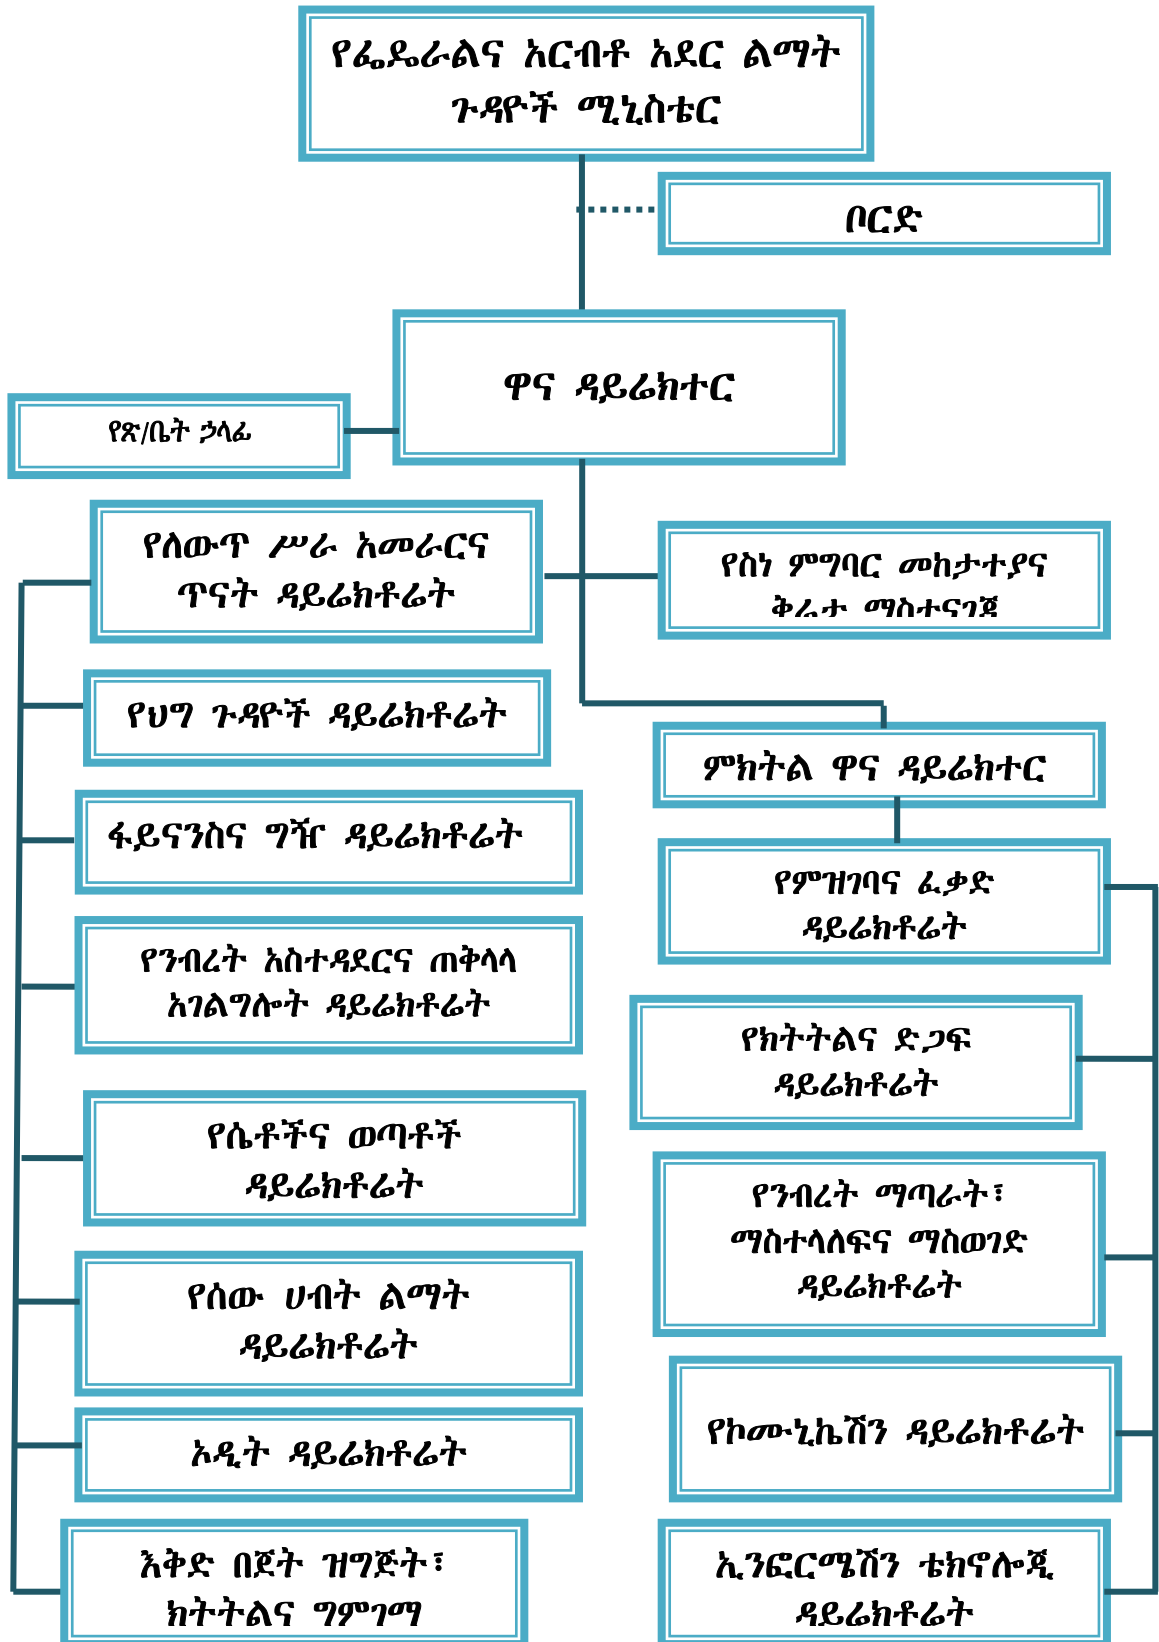 የፌዴራልና አርብቶ አደር ልማት
ጉዳዮች ሚኒስቴር
ቦርድ
ዋና ዳይሬክተር
የጽ/ቤት ኃላፊ
የለውጥ ሥራ አመራርና
ጥናት ዳይሬክቶሬት
የስነ ምግባር መከታተያና
ቅሬታ ማስተናገጃ
የህግ ጉዳዮች ዳይሬክቶሬት
ምክትል ዋና ዳይሬክተር
ፋይናንስና ግዥ ዳይሬክቶሬት
የምዝገባና ፈቃድ
ዳይሬክቶሬት
የንብረት አስተዳደርና ጠቅላላ
አገልግሎት ዳይሬክቶሬት
የክትትልና ድጋፍ
ዳይሬክቶሬት
የሴቶችና ወጣቶች
ዳይሬክቶሬት
የንብረት ማጣራት፣
ማስተላለፍና ማስወገድ
ዳይሬክቶሬት
የሰው ሀብት ልማት
ዳይሬክቶሬት
የኮሙኒኬሽን ዳይሬክቶሬት
ኦዲት ዳይሬክቶሬት
እቅድ በጀት ዝግጅት፣
ክትትልና ግምገማ
ኢንፎርሜሽን ቴክኖሎጂ
ዳይሬክቶሬት